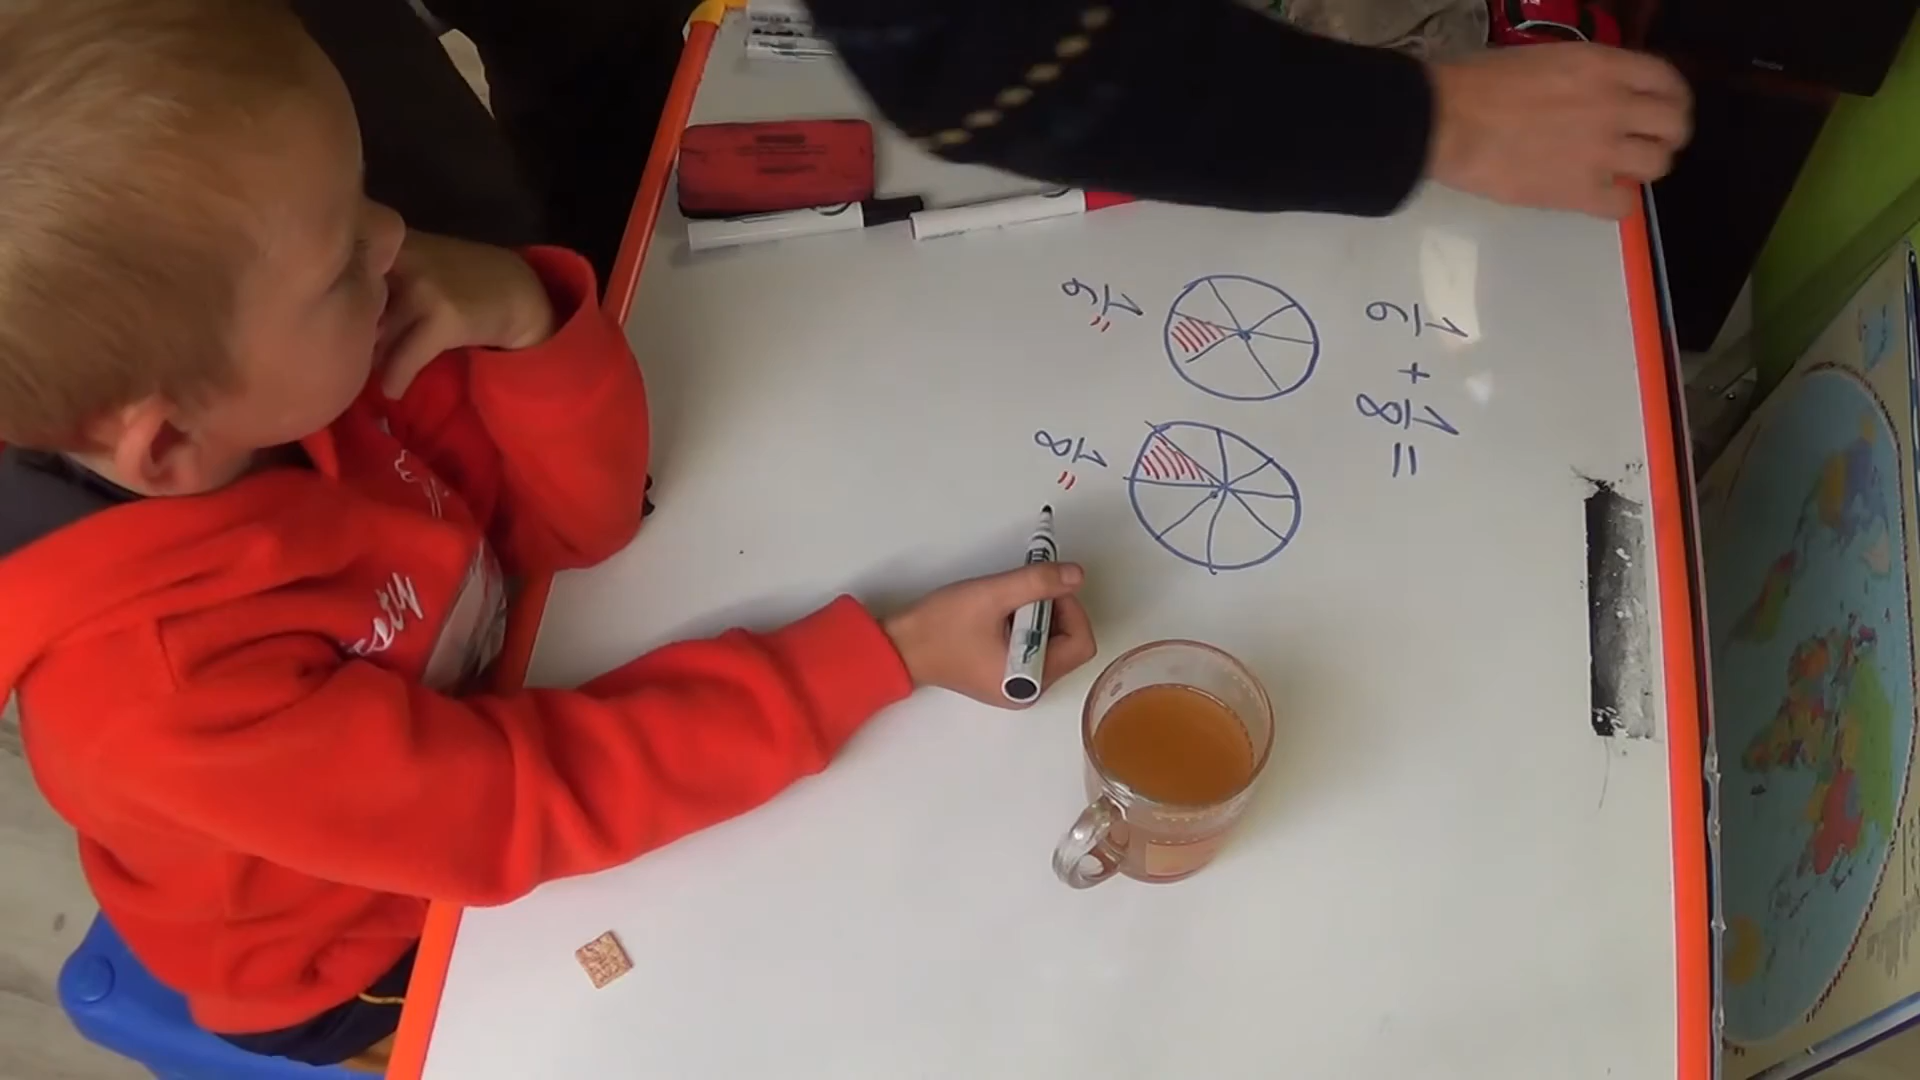 1/6 + 1/8 =
1/6 =
1/8 =